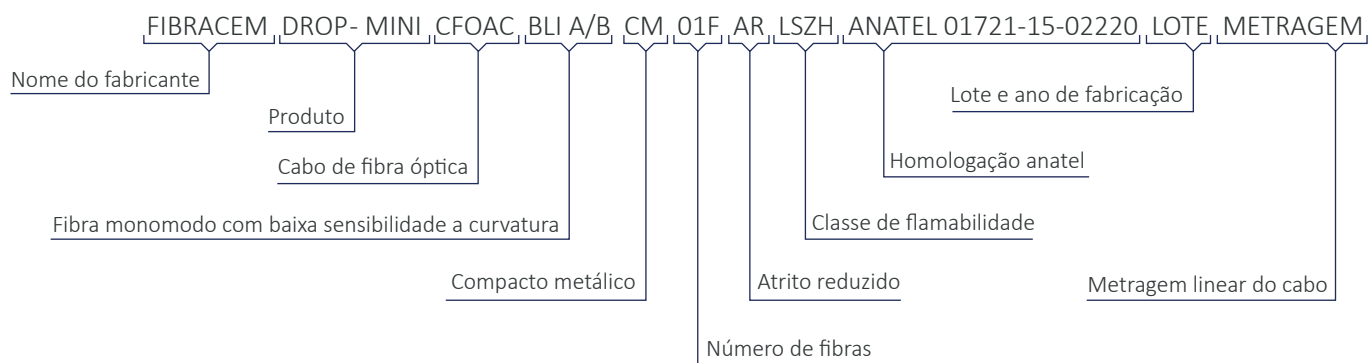 FIBRACEM DROP- MINI CFOAC BLI A/B CM 01F AR LSZH ANATEL 01721-15-02220 LOTE METRAGEM
Nome do fabricante
Lote e ano de fabricação
Produto
Cabo de fibra óptica
Homologação anatel
Fibra monomodo com baixa sensibilidade a curvatura
Classe de flamabilidade
Compacto metálico
Atrito reduzido
Metragem linear do cabo
Número de fibras